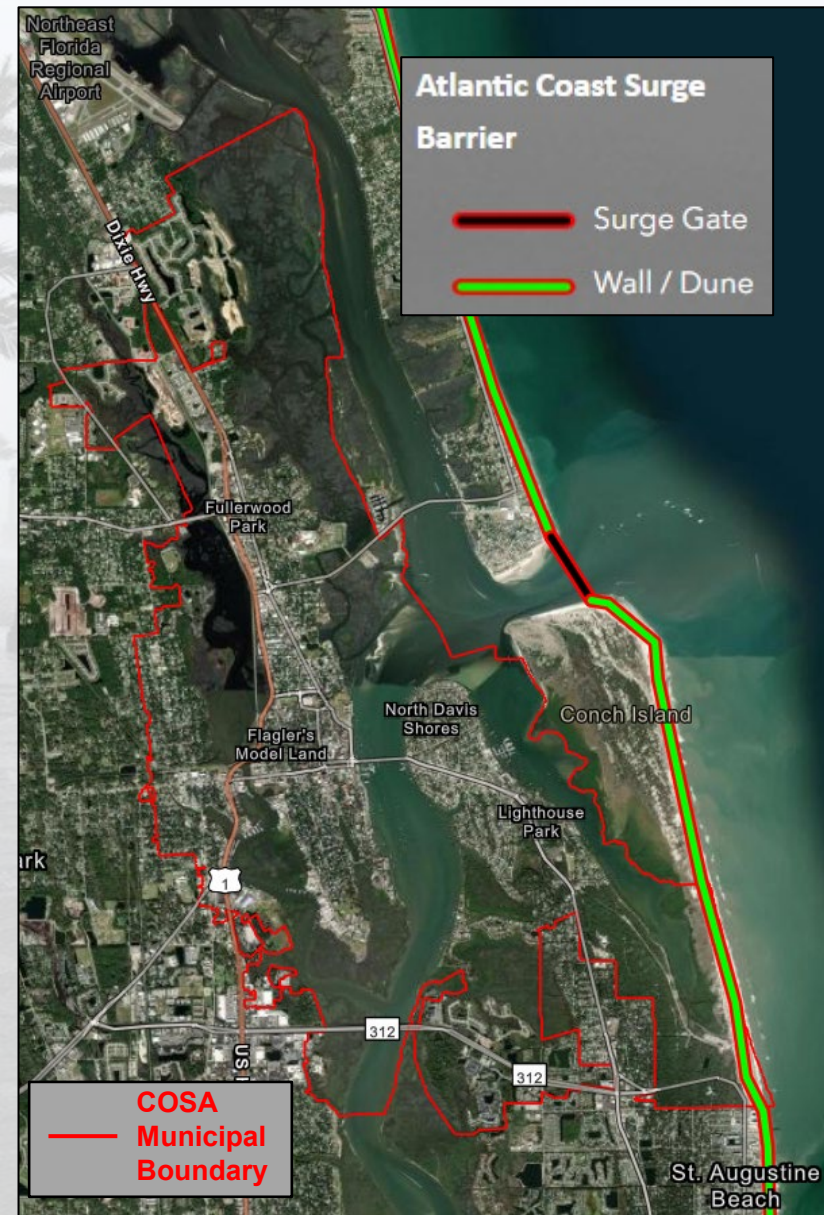 Northeast
Florida
Regional
Airport
Atlantic Coast Surge
Barrier
Surge Gate
Wall / Dune
Dixie Hwy
Fullerwood
Park
North Davis
Shores
Conch Island
Flagler's
Model Land
Lighthouse
Park
ark
1
312
312
US
COSA
Municipal
Boundary
St. Augustine
Beach